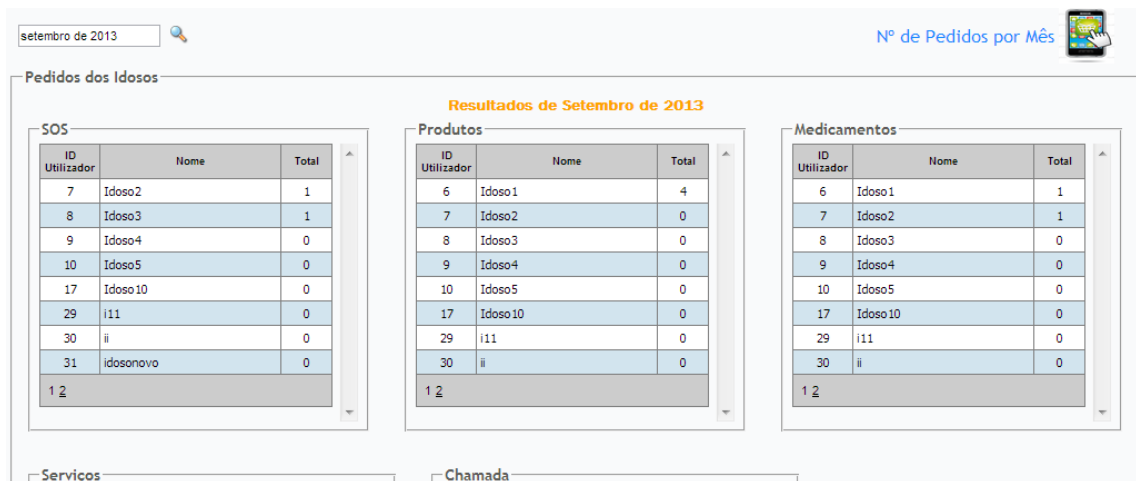 setembro de 2013
Nº de Pedidos por Mês
Pedidos dos Idosos
Resultados de Setembro de 2013
SOS
ID Utilizador Nome Total
7 Idoso2 1
8 Idoso3 1
9 Idoso4 0
10 Idoso5 0
17 Idoso10 0
29 i11 0
30 ii 0
31 idosonovo 0
1 2
Produtos
ID Utilizador Nome Total
6 Idoso1 4
7 Idoso2 0
8 Idoso3 0
9 Idoso4 0
10 Idoso5 0
17 Idoso10 0
29 i11 0
30 ii 0
1 2
Medicamentos
ID Utilizador Nome Total
6 Idoso1 1
7 Idoso2 1
8 Idoso3 0
9 Idoso4 0
10 Idoso5 0
17 Idoso10 0
29 i11 0
30 ii 0
1 2
Servicos
Chamada